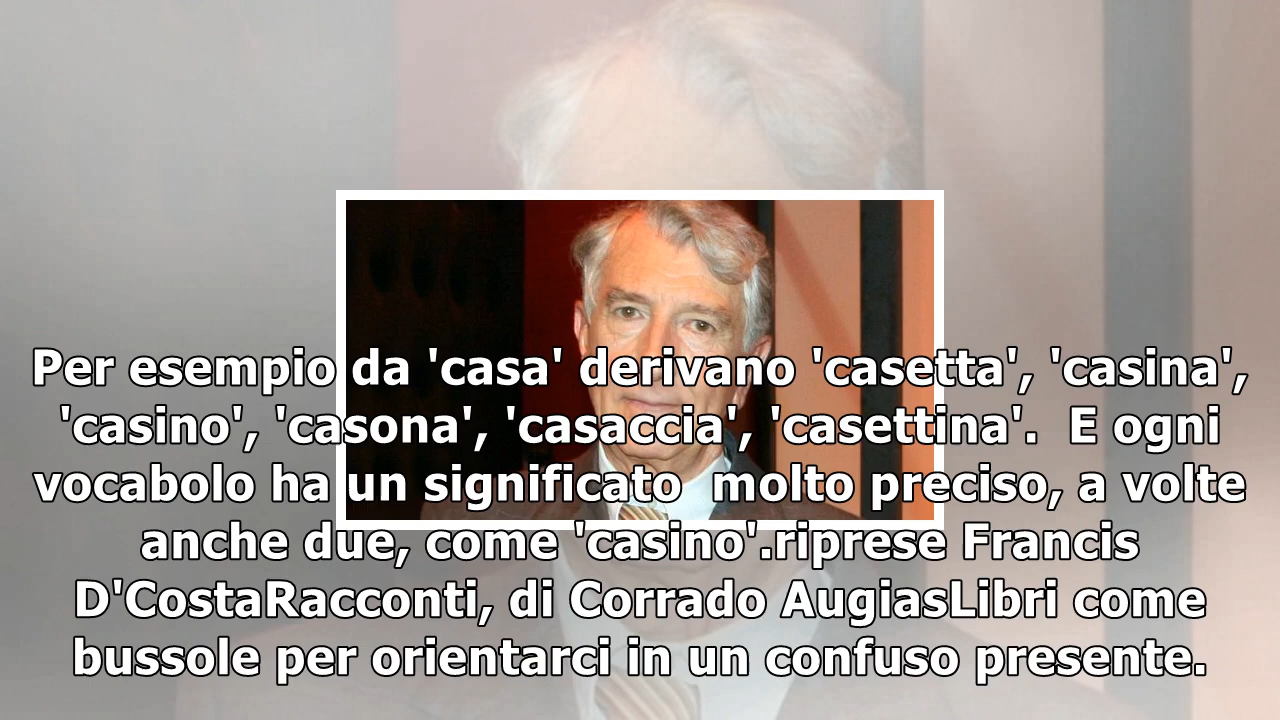 Per esempio da 'casa' derivano 'casetta', 'casina',
'casino', 'casona', 'casaccia', 'casettina'.  E ogni
vocabolo ha un significato  molto preciso, a volte
anche due, come 'casino'.riprese Francis
D'CostaRacconti, di Corrado AugiasLibri come
bussole per orientarci in un confuso presente.